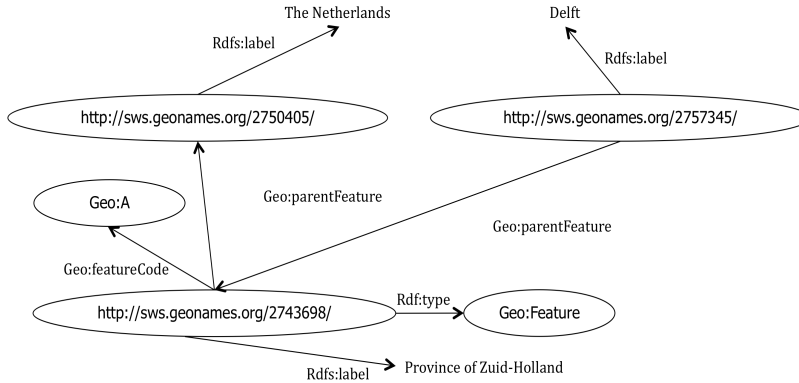 The Netherlands
Delft
Rdfs:label
Rdfs:label
http://sws.geonames.org/2750405/
http://sws.geonames.org/2757345/
Geo:A
Geo:parentFeature
Geo:parentFeature
Geo:featureCode
http://sws.geonames.org/2743698/
Rdf:type
Geo:Feature
Rdfs:label
Province of Zuid-Holland